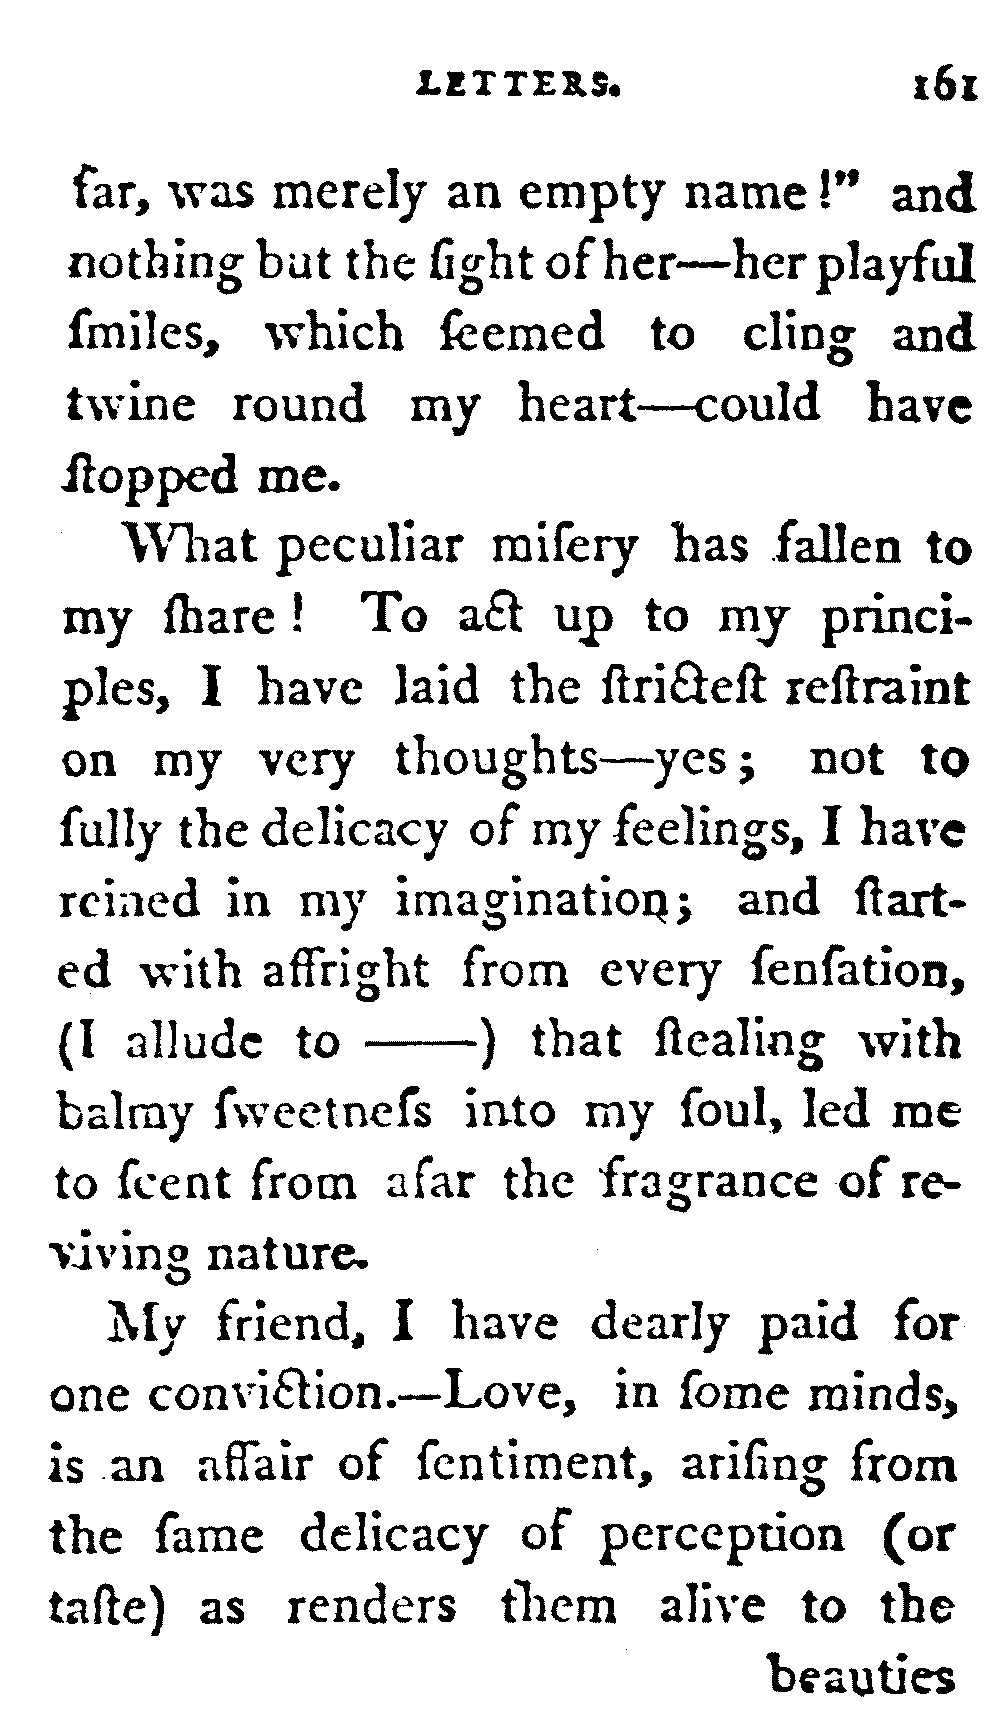 LETTERS. 161
far, was merely an empty name!” and
nothing but the ſight of her—her playful
ſmiles, which ſeemed to cling and
twine round my heart—could have
ſtopped me.
What peculiar miſery has fallen to
my ſhare! To act up to my princi-
ples, I have laid the ſtricteſt reſtraint
on my very thoughts—yes; not to
ſully the delicacy of my feelings, I have
reined in my imagination; and ſtart-
ed with affright from every ſenſation,
(I allude to ——) that ſtealing with
balmy ſweetneſs into my ſoul, led me
to ſcent from afar the fragrance of re-
viving nature.
My friend, I have dearly paid for
one conviction.—Love, in ſome minds,
is an affair of ſentiment, ariſing from
the ſame delicacy of perception (or
taſte) as renders them alive to the
beauties